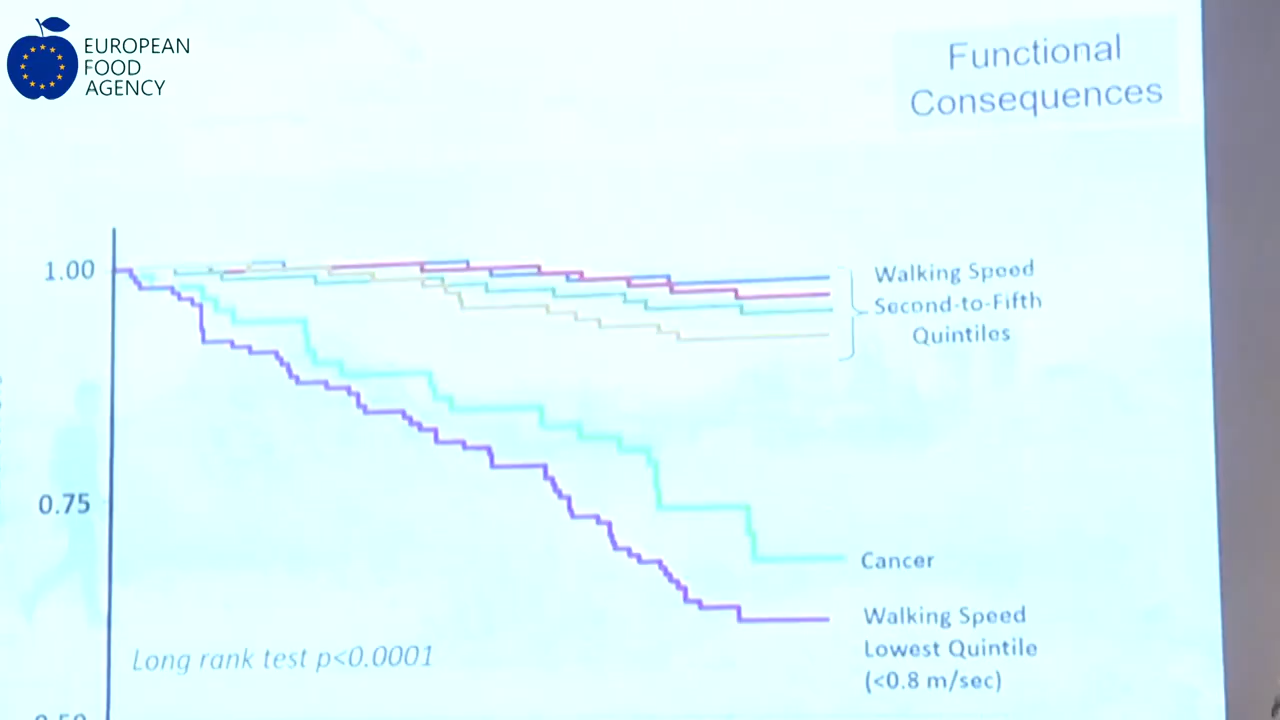 EUROPEAN
FOOD
AGENCY
Functional
Consequences
1.00
Walking Speed
Second-to-Fifth
Quintiles
0.75
Cancer
Walking Speed
Lowest Quintile
(<0.8 m/sec)
Long rank test p<0.0001